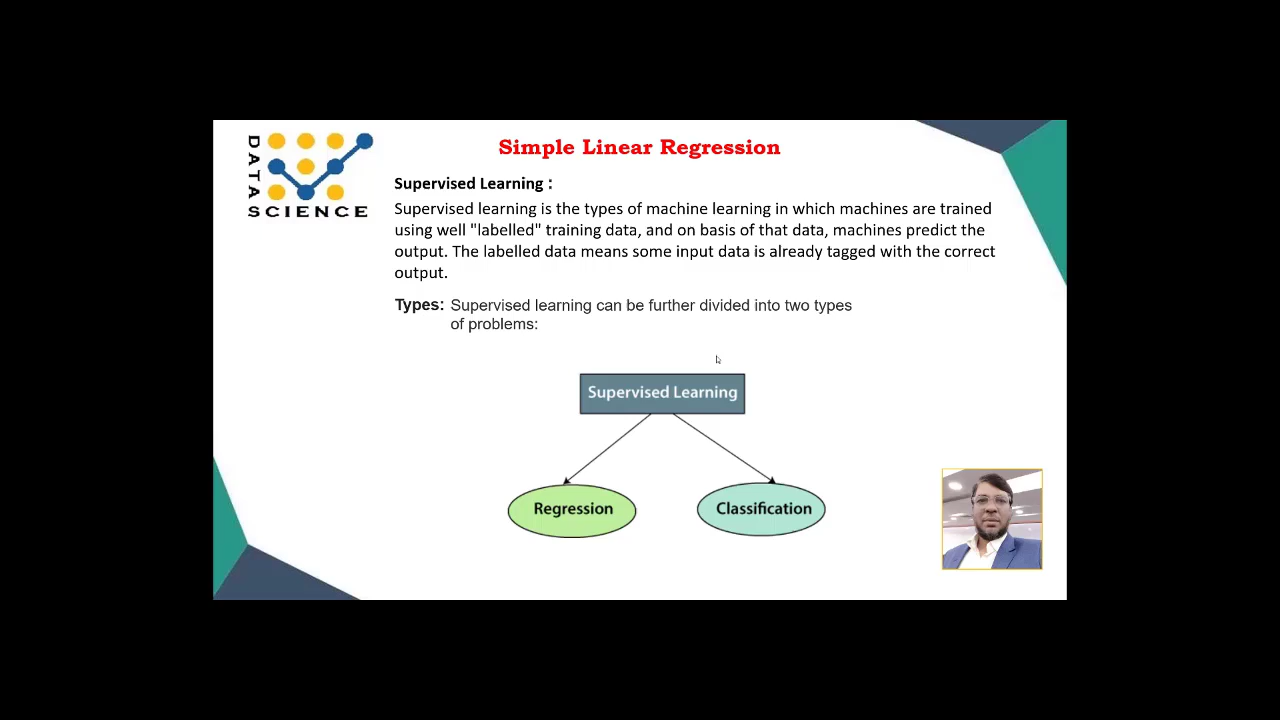 DATA
SCIENCE
Simple Linear Regression
Supervised Learning :
Supervised learning is the types of machine learning in which machines are trained
using well "labelled" training data, and on basis of that data, machines predict the
output. The labelled data means some input data is already tagged with the correct
output.
Types: Supervised learning can be further divided into two types
of problems:
Supervised Learning
Regression
Classification